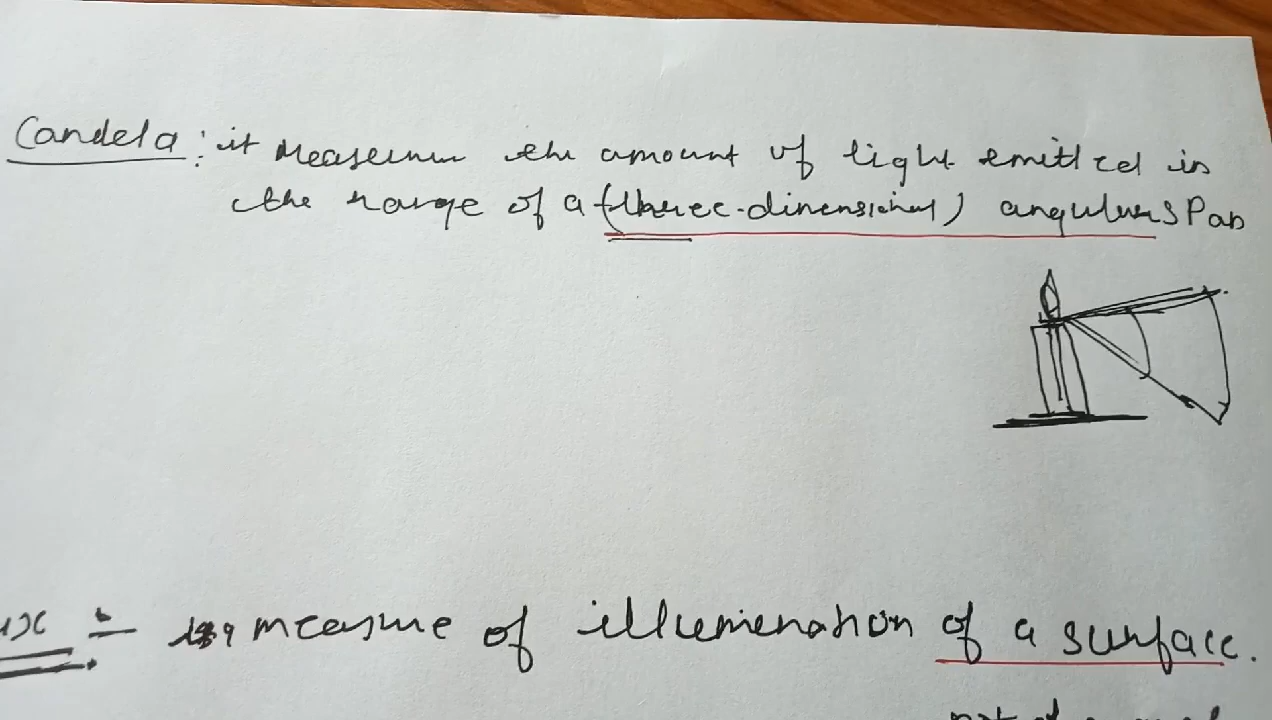 Candela : it measures the amount of light emitted in
the range of a (three-dimensional) angular span
is a measure of illumination of a surface.